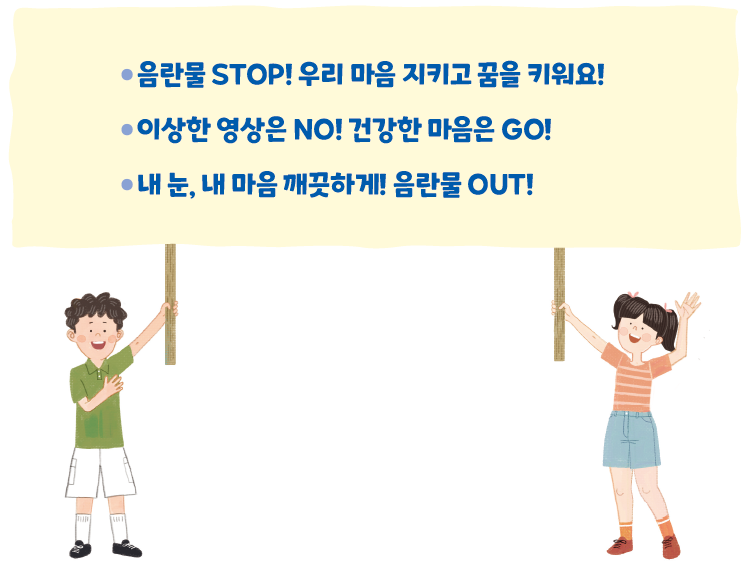 • 음란물 STOP! 우리 마음 지키고 꿈을 키워요!
• 이상한 영상은 NO! 건강한 마음은 GO!
• 내 눈, 내 마음 깨끗하게! 음란물 OUT!